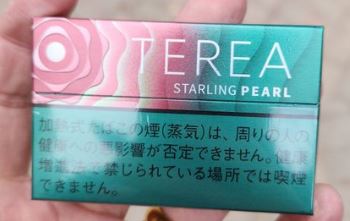 TEREA
STARLING PEARL
加熱式たばこの煙(蒸気)は、周りの人の
健康への悪影響が否定できません。健康
増進法で禁じられている場所では喫煙
できません。